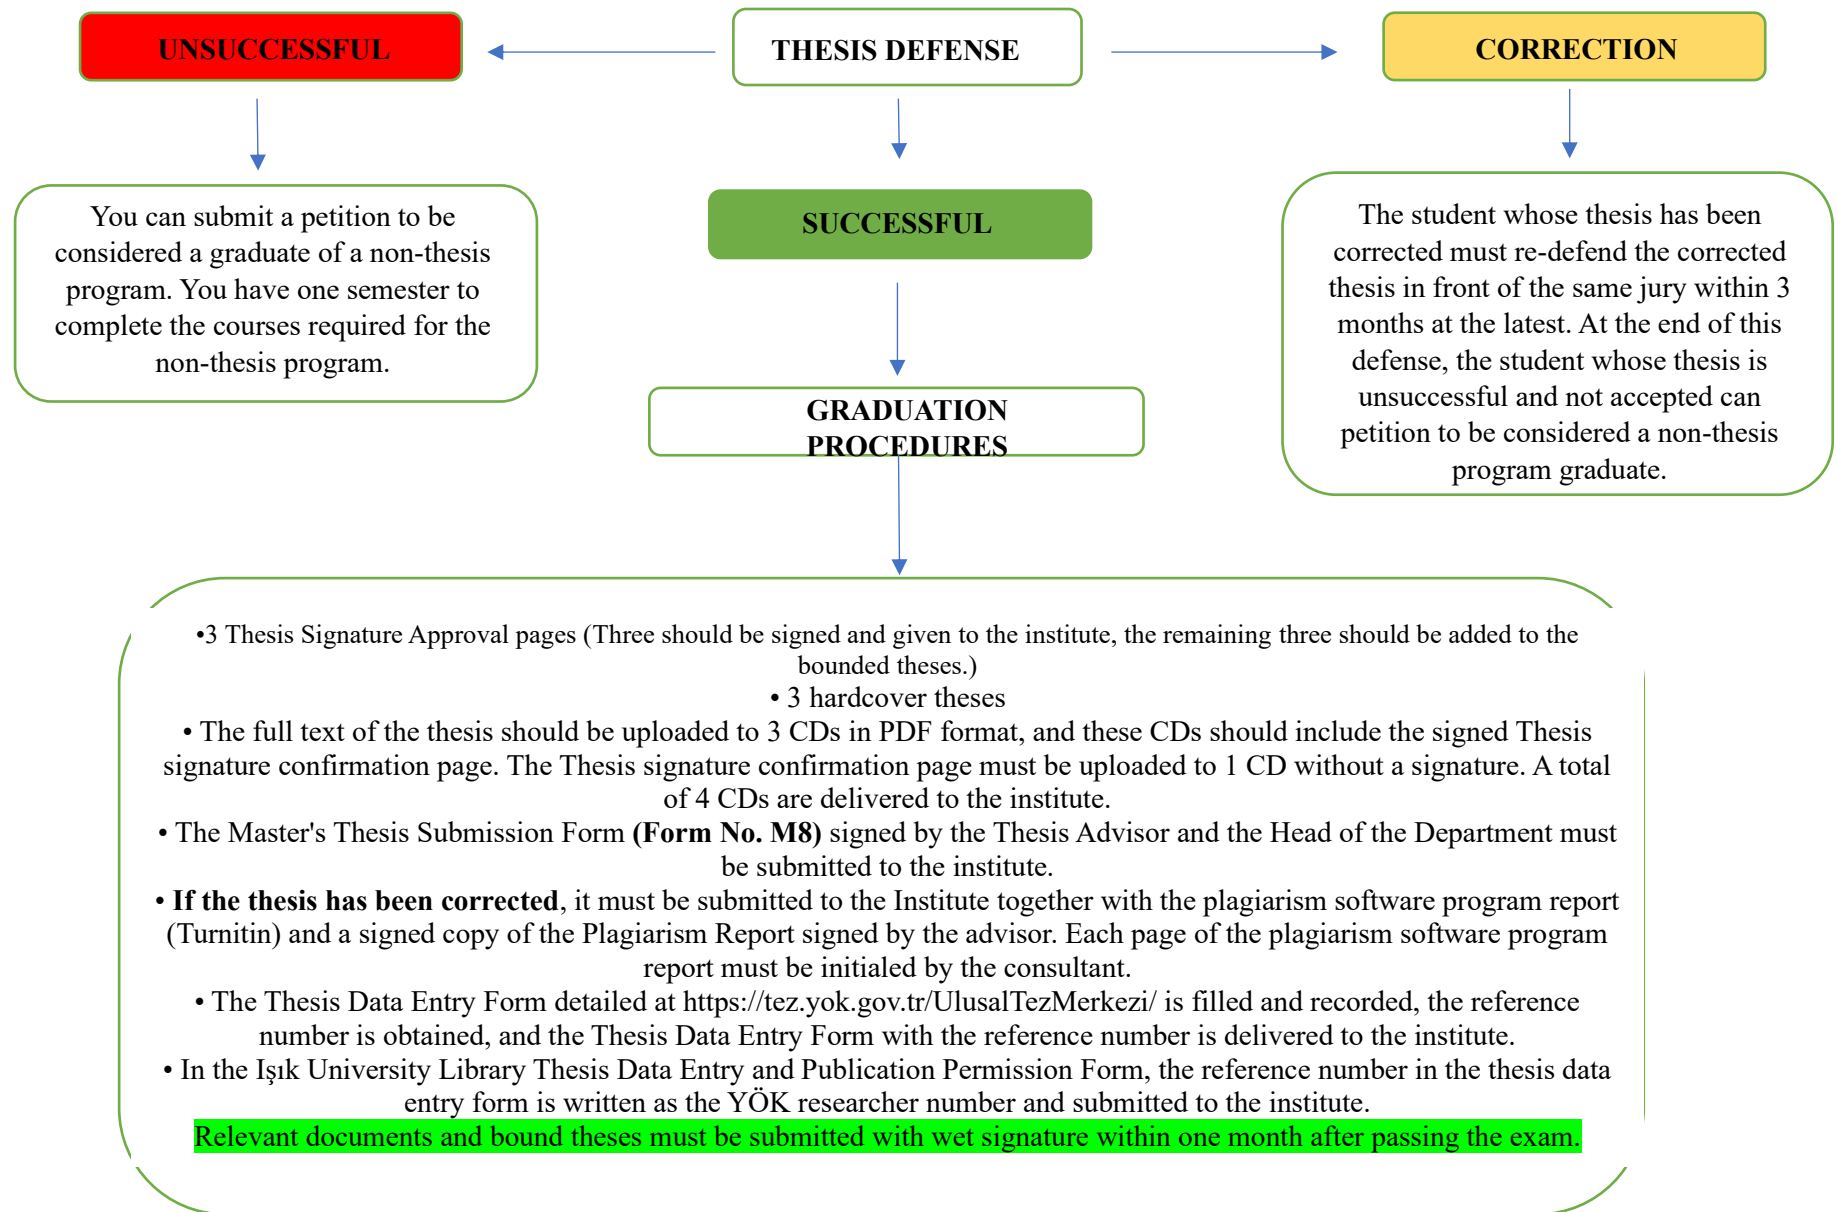 UNSUCCESSFUL
THESIS DEFENSE
CORRECTION
You can submit a petition to be
considered a graduate of a non-thesis
program. You have one semester to
complete the courses required for the
non-thesis program.
SUCCESSFUL
The student whose thesis has been
corrected must re-defend the corrected
thesis in front of the same jury within 3
months at the latest. At the end of this
defense, the student whose thesis is
unsuccessful and not accepted can
petition to be considered a non-thesis
program graduate.
GRADUATION
PROCEDURES
•3 Thesis Signature Approval pages (Three should be signed and given to the institute, the remaining three should be added to the
bounded theses.)
• 3 hardcover theses
• The full text of the thesis should be uploaded to 3 CDs in PDF format, and these CDs should include the signed Thesis
signature confirmation page. The Thesis signature confirmation page must be uploaded to 1 CD without a signature. A total
of 4 CDs are delivered to the institute.
• The Master's Thesis Submission Form (Form No. M8) signed by the Thesis Advisor and the Head of the Department must
be submitted to the institute.
• If the thesis has been corrected, it must be submitted to the Institute together with the plagiarism software program report
(Turnitin) and a signed copy of the Plagiarism Report signed by the advisor. Each page of the plagiarism software program
report must be initialed by the consultant.
• The Thesis Data Entry Form detailed at https://tez.yok.gov.tr/UlusalTezMerkezi/ is filled and recorded, the reference
number is obtained, and the Thesis Data Entry Form with the reference number is delivered to the institute.
• In the Işık University Library Thesis Data Entry and Publication Permission Form, the reference number in the thesis data
entry form is written as the YÖK researcher number and submitted to the institute.
Relevant documents and bound theses must be submitted with wet signature within one month after passing the exam.